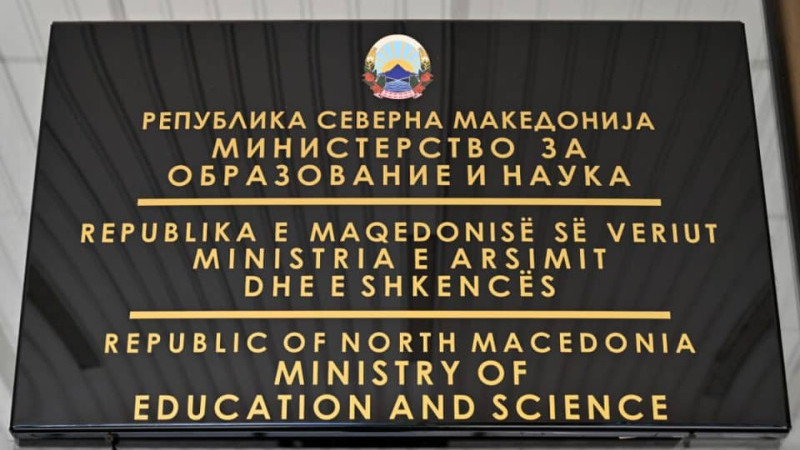 РЕПУБЛИКА СЕВЕРНА МАКЕДОНИЈА
МИНИСТЕРСТВО ЗА
ОБРАЗОВАНИЕ И НАУКА
REPUBLIKA E MAQEDONISË SË VERIUT
MINISTRIA E ARSIMIT
DHE E SHKENCËS
REPUBLIC OF NORTH MACEDONIA
MINISTRY OF
EDUCATION AND SCIENCE